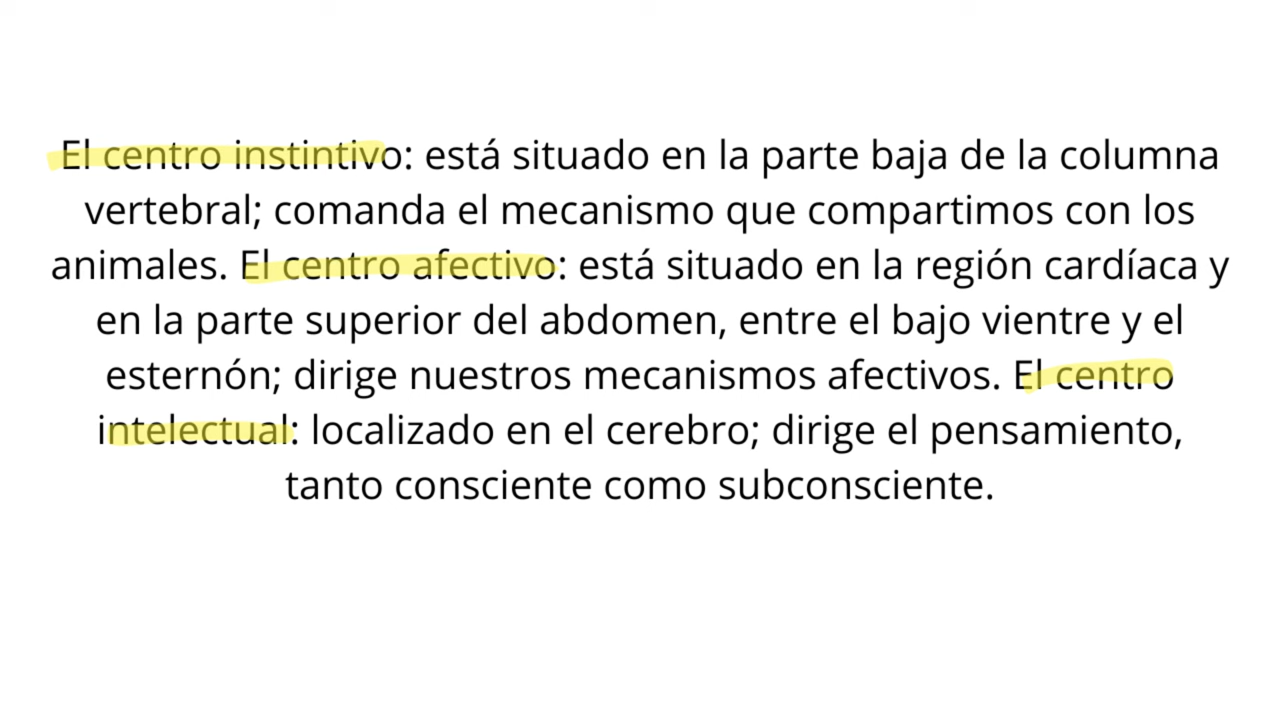 El centro instintivo: está situado en la parte baja de la columna
vertebral; comanda el mecanismo que compartimos con los
animales. El centro afectivo: está situado en la región cardíaca y
en la parte superior del abdomen, entre el bajo vientre y el
esternón; dirige nuestros mecanismos afectivos. El centro
intelectual: localizado en el cerebro; dirige el pensamiento,
tanto consciente como subconsciente.